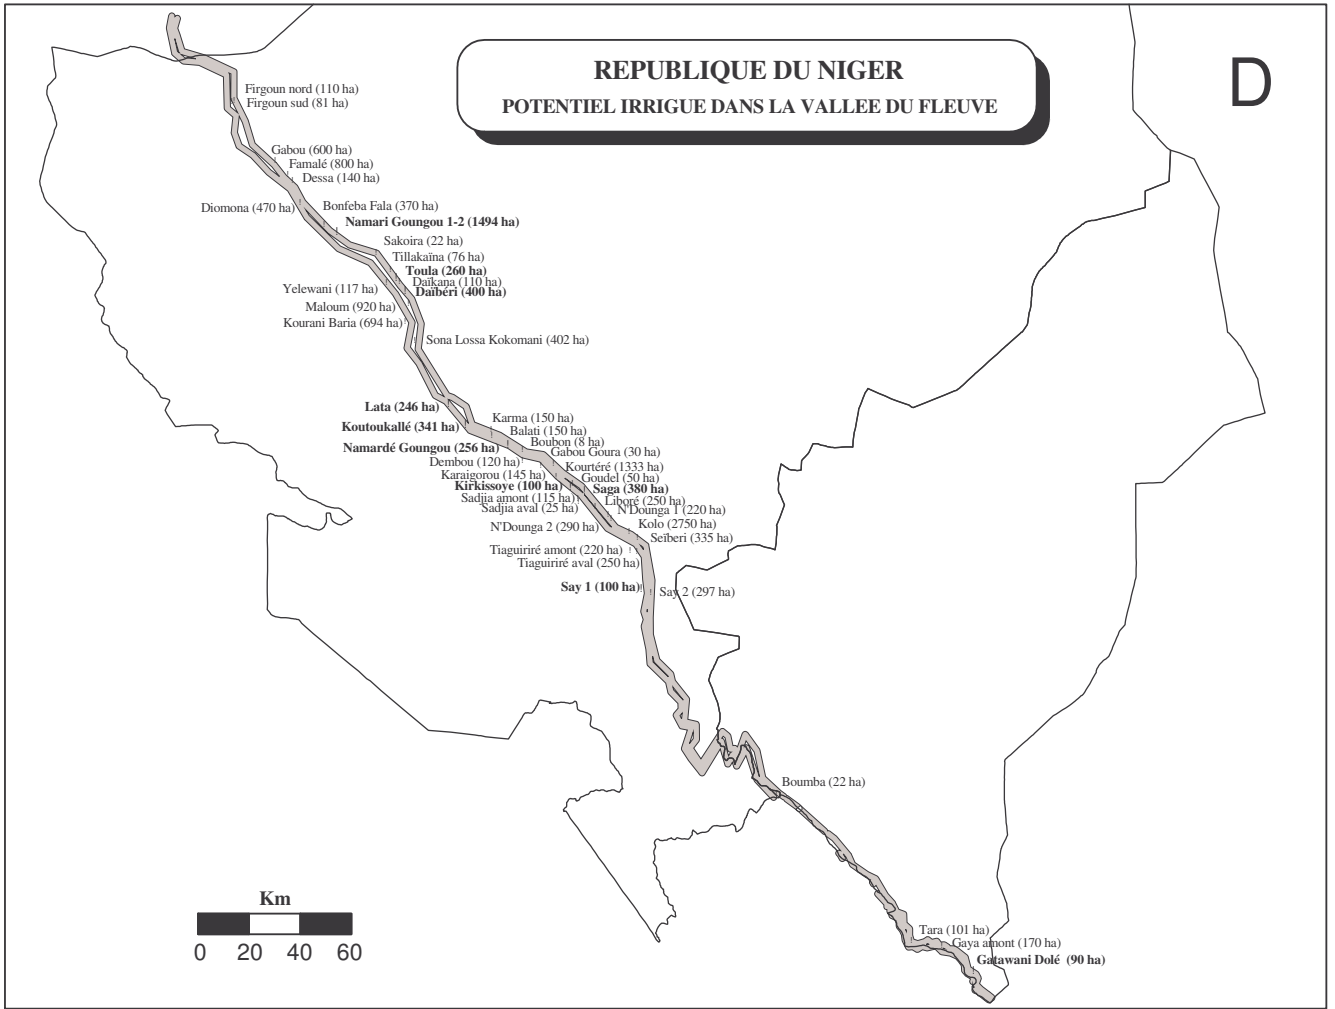 REPUBLIQUE DU NIGER
POTENTIEL IRRIGUE DANS LA VALLEE DU FLEUVE
D
Firgoun nord (110 ha)
Firgoun sud (81 ha)
Gabou (600 ha)
Famalé (800 ha)
Dessa (140 ha)
Diomona (470 ha)
Bonfeba Fala (370 ha)
Namari Goungou 1-2 (1494 ha)
Sakoira (22 ha)
Tillakaïna (76 ha)
Toula (260 ha)
Daïkana (110 ha)
Yelewani (117 ha)
Daïbéri (400 ha)
Maloum (920 ha)
Kourani Baria (694 ha)
Sona Lossa Kokomani (402 ha)
Lata (246 ha)
Karma (150 ha)
Koutoukallé (341 ha)
Balati (150 ha)
Boubon (8 ha)
Namardé Goungou (256 ha)
Gabou Goura (30 ha)
Dembou (120 ha)
Kourtéré (1333 ha)
Karaigorou (145 ha)
Goudel (50 ha)
Kirkissoye (100 ha)
Saga (380 ha)
Sadjia amont (115 ha)
Liboré (250 ha)
Sadjia aval (25 ha)
N'Dounga 1 (220 ha)
N'Dounga 2 (290 ha)
Kolo (2750 ha)
Seïberi (335 ha)
Tiaguiriré amont (220 ha)
Tiaguiriré aval (250 ha)
Say 1 (100 ha)
Say 2 (297 ha)
Boumba (22 ha)
Tara (101 ha)
Gaya amont (170 ha)
Gatawani Dolé (90 ha)
Km
0 20 40 60